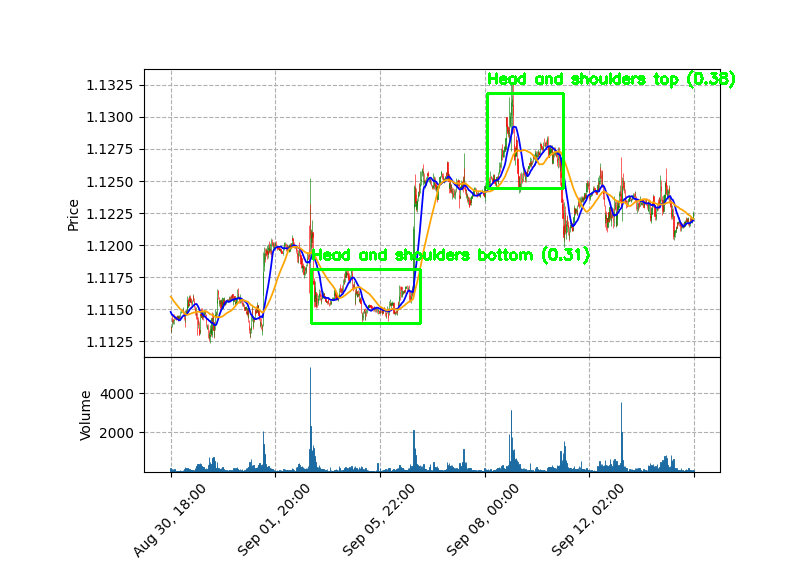 Head and shoulders top (0.38)
1.1325
1.1300
1.1275
1.1250
1.1225
1.1200
1.1175
1.1150
1.1125
Price
Head and shoulders bottom (0.31)
4000
2000
Volume
Aug 30, 18:00
Sep 01, 20:00
Sep 05, 22:00
Sep 08, 00:00
Sep 12, 02:00